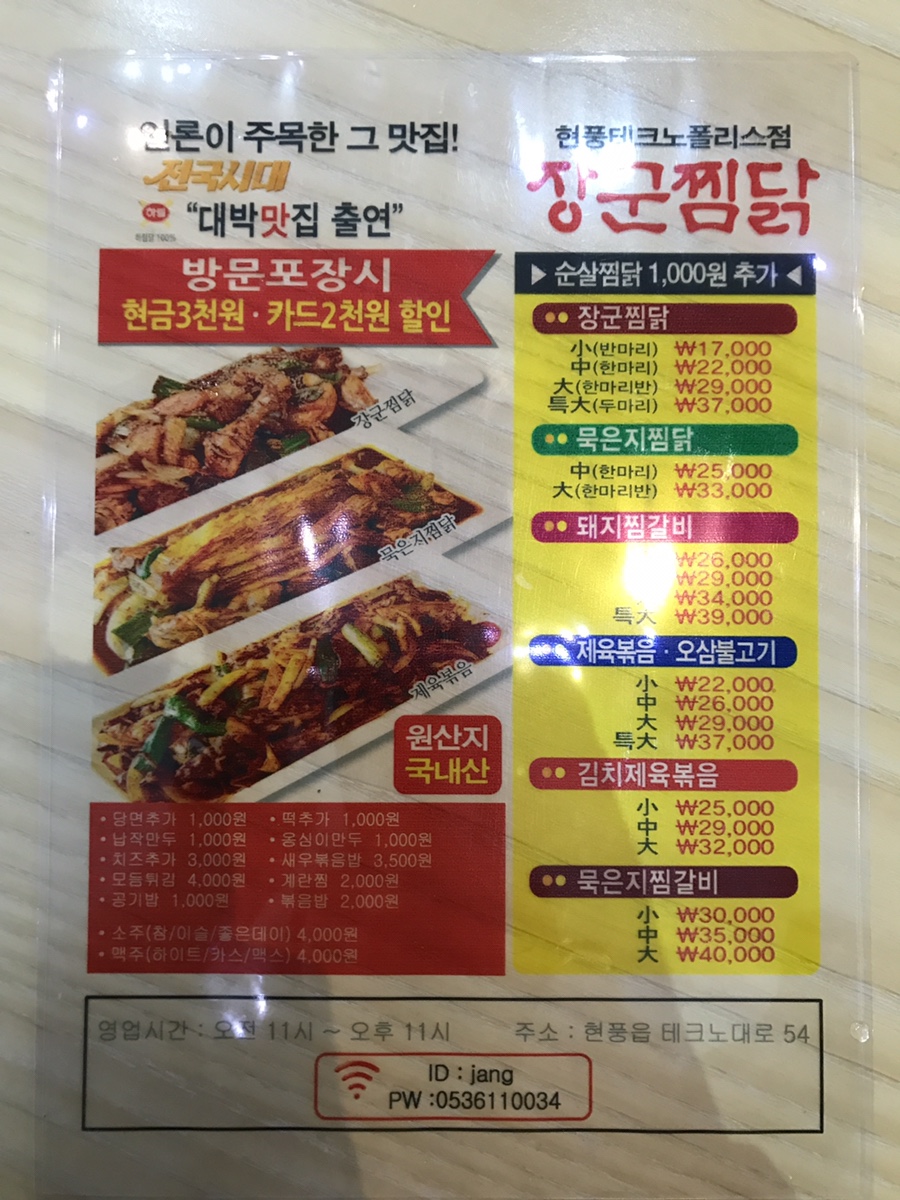 언론이 주목한 그 맛집!
전국시대
하림
"대박맛집 출연"
방문포장시
현금3천원 · 카드2천원 할인
장군찜닭
묵은지찜닭
제육볶음
원산지
국내산
• 당면추가 1,000원 • 떡추가 1,000원
• 납작만두 1,000원 • 옹심이만두 1,000원
• 치즈추가 3,000원 • 새우볶음밥 3,500원
• 모듬튀김 4,000원 • 계란찜 2,000원
• 공기밥 1,000원 • 볶음밥 2,000원
• 소주(참/이슬/좋은데이) 4,000원
• 맥주(하이트/카스/맥스) 4,000원
현풍테크노폴리스점
장군찜닭
▶ 순살찜닭 1,000원 추가 ◀
장군찜닭
小(반마리) ₩17,000
中(한마리) ₩22,000
大(한마리반) ₩29,000
특大(두마리) ₩37,000
묵은지찜닭
中(한마리) ₩25,000
大(한마리반) ₩33,000
돼지찜갈비
₩26,000
₩29,000
₩34,000
특大 ₩39,000
제육볶음 · 오삼불고기
小 ₩22,000
中 ₩26,000
大 ₩29,000
특大 ₩37,000
김치제육볶음
小 ₩25,000
中 ₩29,000
大 ₩32,000
묵은지찜갈비
小 ₩30,000
中 ₩35,000
大 ₩40,000
영업시간 : 오전 11시 ~ 오후 11시 주소 : 현풍읍 테크노대로 54
ID : jang
PW :0536110034